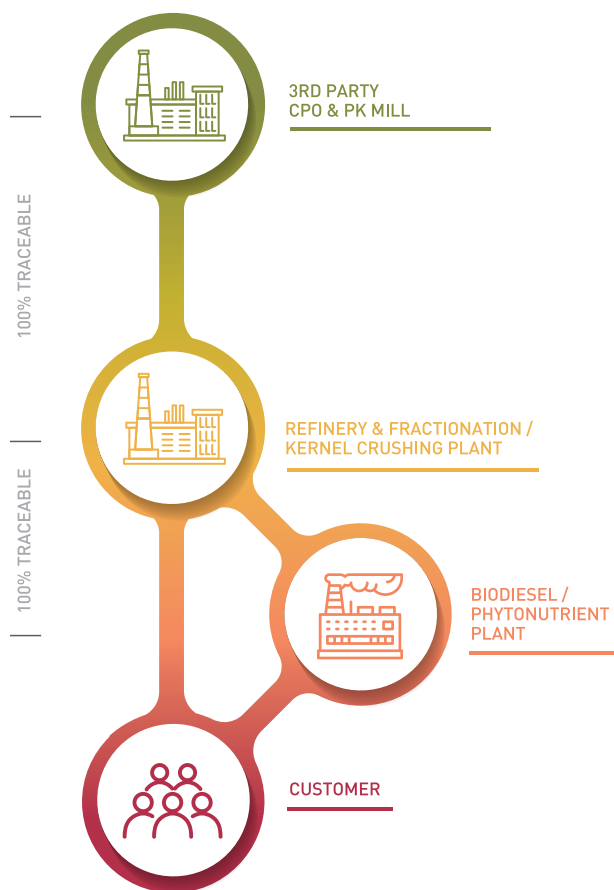 3RD PARTY
CPO & PK MILL
100% TRACEABLE
REFINERY & FRACTIONATION /
KERNEL CRUSHING PLANT
100% TRACEABLE
BIODIESEL /
PHYTONUTRIENT
PLANT
CUSTOMER